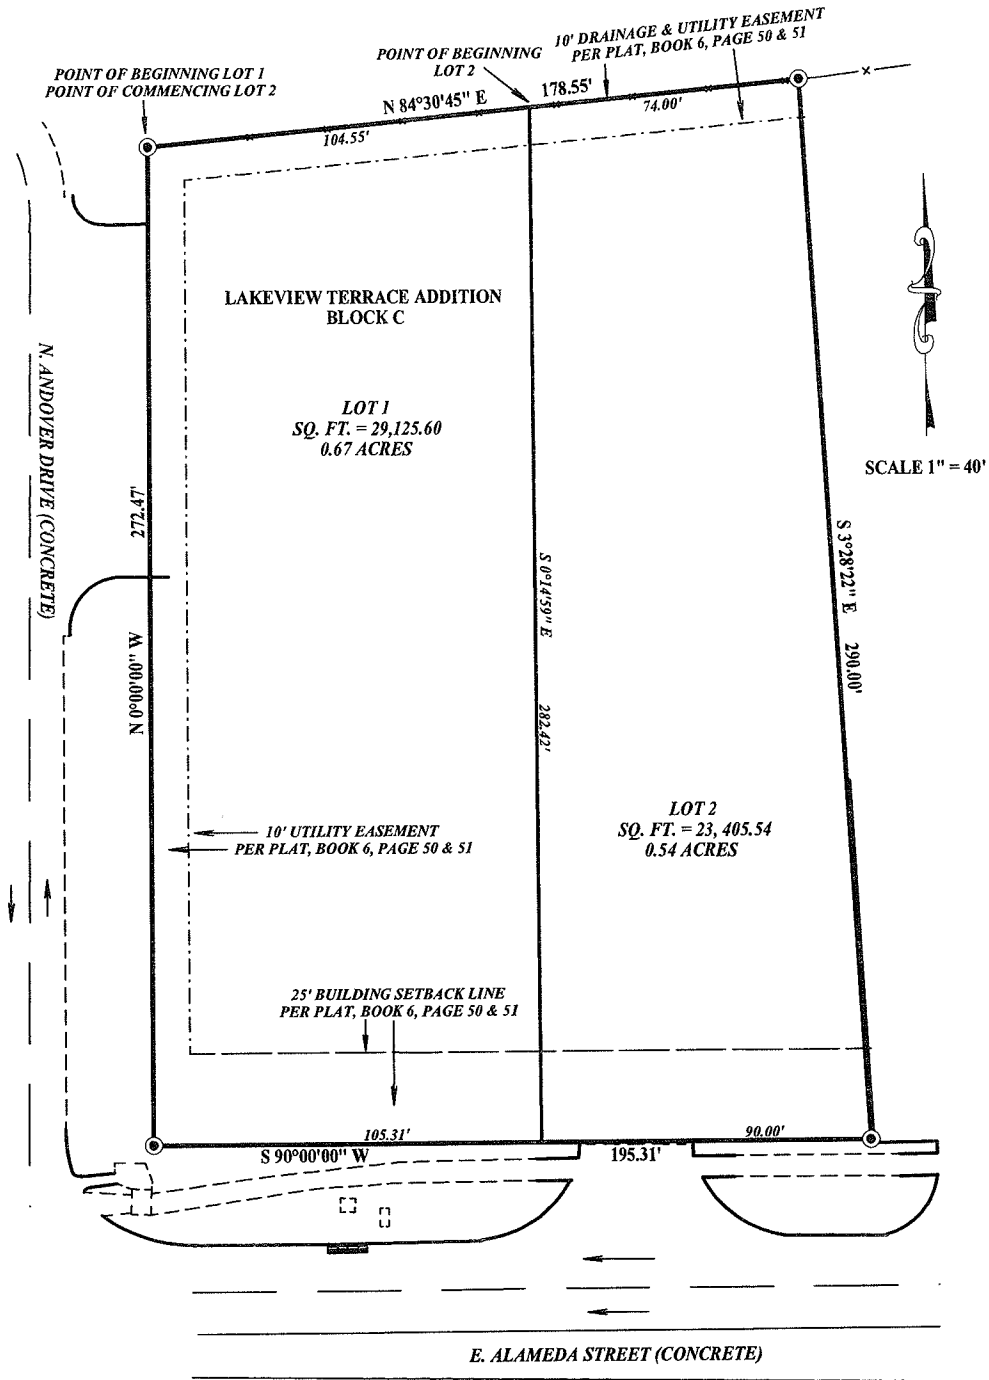 10' DRAINAGE & UTILITY EASEMENT
PER PLAT, BOOK 6, PAGE 50 & 51
POINT OF BEGINNING
LOT 2
POINT OF BEGINNING LOT 1
POINT OF COMMENCING LOT 2
N 84°30'45" E
178.55'
104.55'
74.00'
LAKEVIEW TERRACE ADDITION
BLOCK C
LOT 1
SQ. FT. = 29,125.60
0.67 ACRES
SCALE 1" = 40'
N. ANDOVER DRIVE (CONCRETE)
272.47'
N 0°00'00" W
S 0°14'59" E
282.42'
S 3°28'22" E
290.00'
LOT 2
SQ. FT. = 23, 405.54
0.54 ACRES
10' UTILITY EASEMENT
PER PLAT, BOOK 6, PAGE 50 & 51
25' BUILDING SETBACK LINE
PER PLAT, BOOK 6, PAGE 50 & 51
105.31'
90.00'
S 90°00'00" W
195.31'
E. ALAMEDA STREET (CONCRETE)